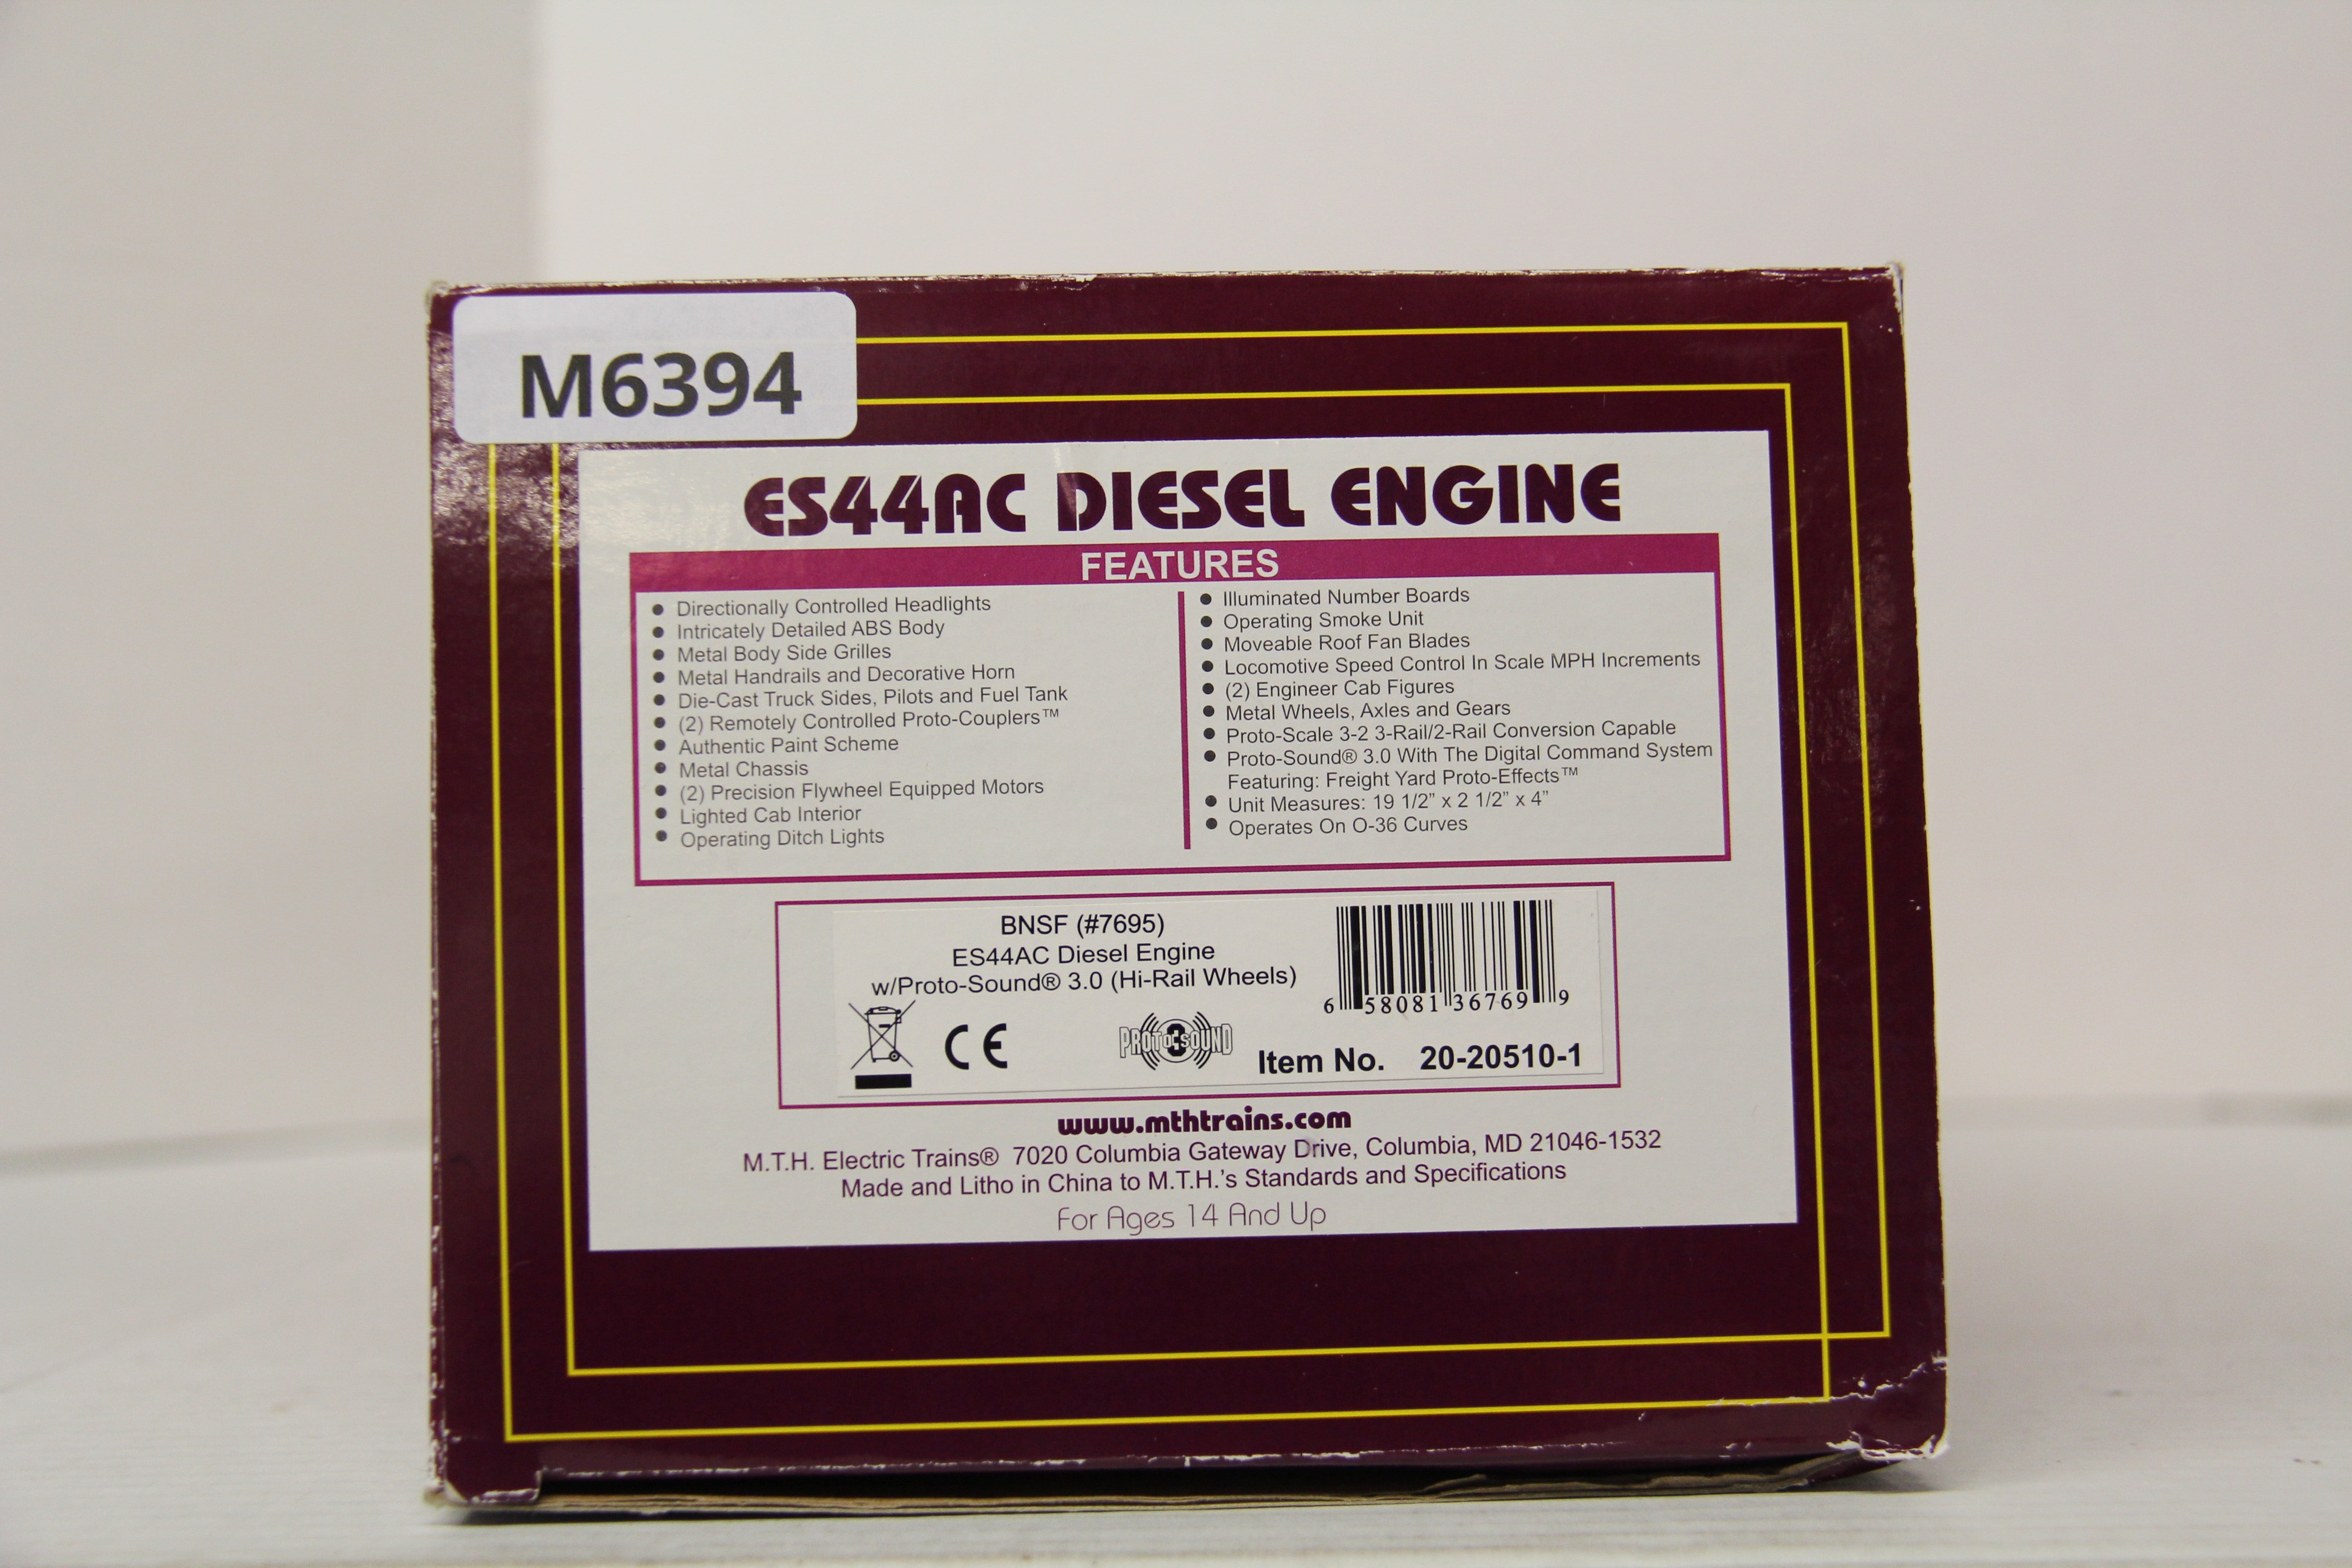 M6394
ES44AC DIESEL ENGINE
FEATURES
● Directionally Controlled Headlights
● Intricately Detailed ABS Body
● Metal Body Side Grilles
● Metal Handrails and Decorative Horn
● Die-Cast Truck Sides, Pilots and Fuel Tank
● (2) Remotely Controlled Proto-Couplers™
● Authentic Paint Scheme
● Metal Chassis
● (2) Precision Flywheel Equipped Motors
● Lighted Cab Interior
● Operating Ditch Lights
● Illuminated Number Boards
● Operating Smoke Unit
● Moveable Roof Fan Blades
● Locomotive Speed Control In Scale MPH Increments
● (2) Engineer Cab Figures
● Metal Wheels, Axles and Gears
● Proto-Scale 3-2 3-Rail/2-Rail Conversion Capable
● Proto-Sound® 3.0 With The Digital Command System
Featuring: Freight Yard Proto-Effects™
● Unit Measures: 19 1/2” x 2 1/2” x 4”
● Operates On O-36 Curves
BNSF (#7695)
ES44AC Diesel Engine
w/Proto-Sound® 3.0 (Hi-Rail Wheels)
6 58081 36769 9
CE
PROTO-SOUND 3
Item No. 20-20510-1
www.mthtrains.com
M.T.H. Electric Trains® 7020 Columbia Gateway Drive, Columbia, MD 21046-1532
Made and Litho in China to M.T.H.’s Standards and Specifications
For Ages 14 And Up